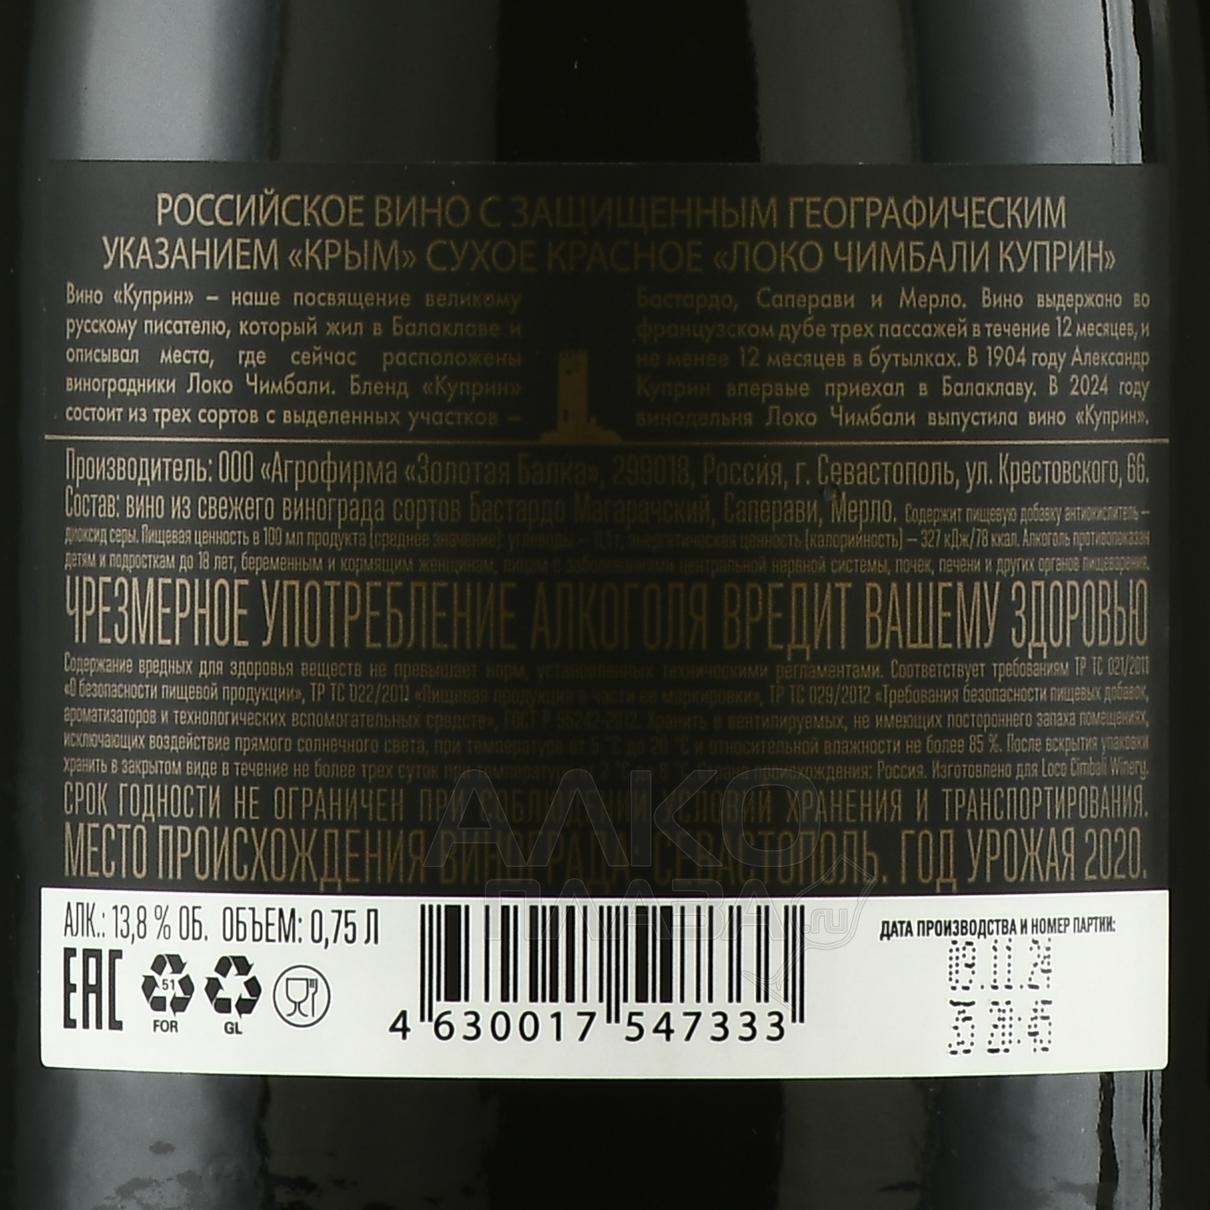 РОССИЙСКОЕ ВИНО С ЗАЩИЩЕННЫМ ГЕОГРАФИЧЕСКИМ
УКАЗАНИЕМ «КРЫМ» СУХОЕ КРАСНОЕ «ЛОКО ЧИМБАЛИ КУПРИН»
Вино «Куприн» – наше посвящение великому
русскому писателю, который жил в Балаклаве и
описывал места, где сейчас расположены
виноградники Локо Чимбали. Бленд «Куприн»
состоит из трех сортов с выделенных участков –
Бастардо, Саперави и Мерло. Вино выдержано во
французском дубе трех пассажей в течение 12 месяцев, и
не менее 12 месяцев в бутылках. В 1904 году Александр
Куприн впервые приехал в Балаклаву. В 2024 году
винодельня Локо Чимбали выпустила вино «Куприн».
Производитель: ООО «Агрофирма «Золотая Балка», 299018, Россия, г. Севастополь, ул. Крестовского, 66.
Состав: вино из свежего винограда сортов Бастардо Магарачский, Саперави, Мерло. Содержит пищевую добавку антиокислитель –
диоксид серы. Пищевая ценность в 100 мл продукта (среднее значение): углеводы – 0,1 г, энергетическая ценность (калорийность) – 327 кДж/78 ккал. Алкоголь противопоказан
детям и подросткам до 18 лет, беременным и кормящим женщинам, лицам с заболеваниями центральной нервной системы, почек, печени и других органов пищеварения.
ЧРЕЗМЕРНОЕ УПОТРЕБЛЕНИЕ АЛКОГОЛЯ ВРЕДИТ ВАШЕМУ ЗДОРОВЬЮ
Содержание вредных для здоровья веществ не превышает норм, установленных техническими регламентами. Соответствует требованиям ТР ТС 021/2011
«О безопасности пищевой продукции», ТР ТС 022/2011 «Пищевая продукция в части ее маркировки», ТР ТС 029/2012 «Требования безопасности пищевых добавок,
ароматизаторов и технологических вспомогательных средств», ГОСТ Р 55242-2012. Хранить в вентилируемых, не имеющих постороннего запаха помещениях,
исключающих воздействие прямого солнечного света, при температуре от 5 °С до 20 °С и относительной влажности не более 85 %. После вскрытия упаковки
хранить в закрытом виде в течение не более трех суток при температуре 2 °С до 6 °С. Страна происхождения: Россия. Изготовлено для Loco Cimbali Winery.
СРОК ГОДНОСТИ НЕ ОГРАНИЧЕН ПРИ СОБЛЮДЕНИИ УСЛОВИЙ ХРАНЕНИЯ И ТРАНСПОРТИРОВАНИЯ.
МЕСТО ПРОИСХОЖДЕНИЯ ВИНОГРАДА: СЕВАСТОПОЛЬ. ГОД УРОЖАЯ 2020.
АЛКО
ПЛАЗА.ru
АЛК.: 13,8 % ОБ. ОБЪЕМ: 0,75 Л
ЕАС
51
FOR
GL
4 630017 547333
ДАТА ПРОИЗВОДСТВА И НОМЕР ПАРТИИ:
09.11.24
35 20:45